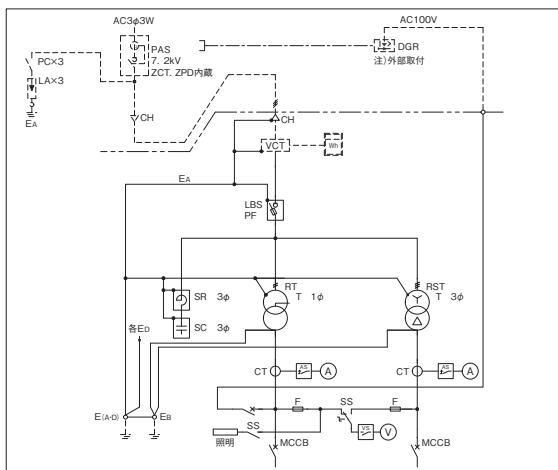 AC3φ3W
AC100V
PC×3
PAS
7. 2kV
ZCT. ZPD内蔵
DGR
注)外部取付
LA×3
EA
CH
CH
VCT
Wh
EA
LBS
PF
RT
T 1φ
RST
T 3φ
SR 3φ
SC 3φ
各ED
CT
AS
A
CT
AS
A
E(A·D)
EB
F
SS
F
SS
VS
V
照明
MCCB
MCCB